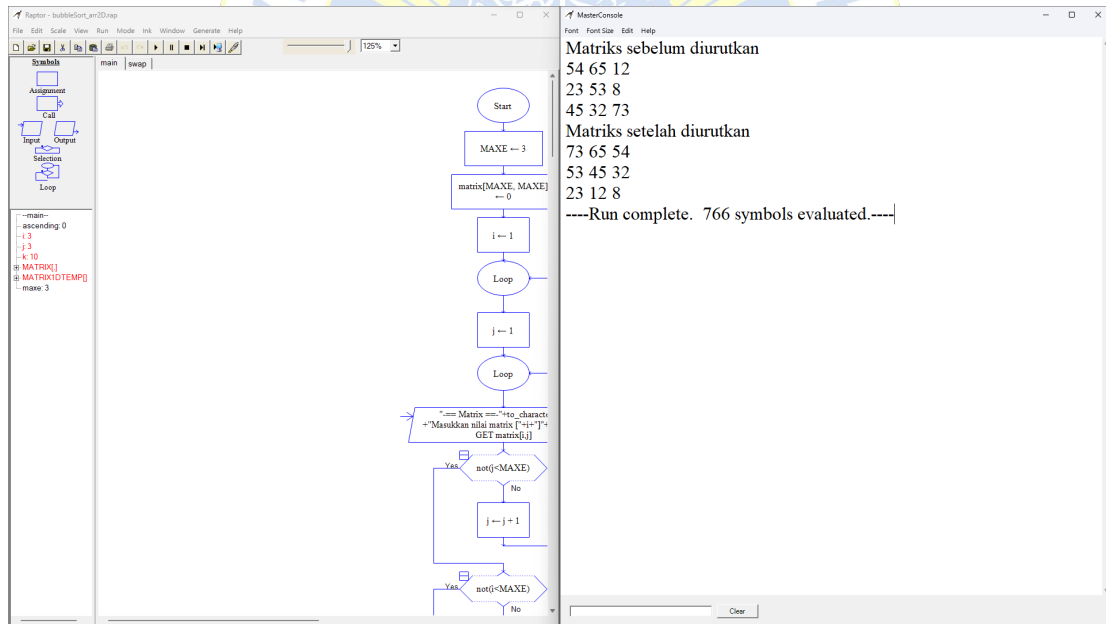 Raptor - bubbleSort_arr2D.rap
File Edit Scale View Run Mode Ink Window Generate Help
125%
Symbols
Assignment
Call
Input Output
Selection
Loop
main swap
--main--
ascending: 0
i: 3
j: 3
k: 10
MATRIX[,]
MATRIX1DTEMP[]
maxe: 3
Start
MAXE ← 3
matrix[MAXE, MAXE]
← 0
i ← 1
Loop
j ← 1
Loop
"-== Matrix ==-"+to_characte
+"Masukkan nilai matrix ["+i+"]"+
GET matrix[i,j]
Yes
not(j<MAXE)
No
j ← j + 1
Yes
not(i<MAXE)
No
MasterConsole
Font Font Size Edit Help
Matriks sebelum diurutkan
54 65 12
23 53 8
45 32 73
Matriks setelah diurutkan
73 65 54
53 45 32
23 12 8
----Run complete. 766 symbols evaluated.----
Clear